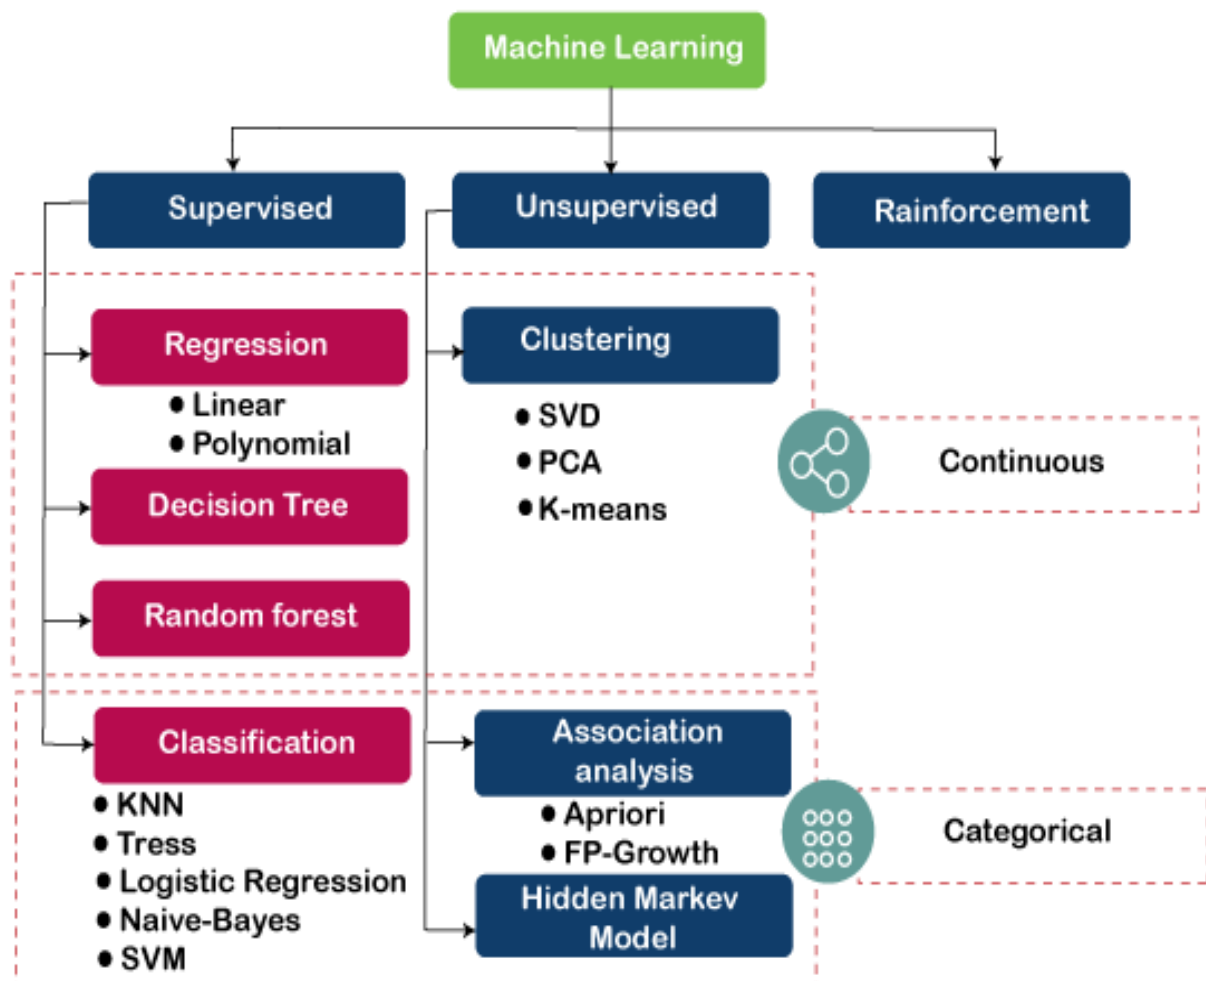 Machine Learning
Supervised
Unsupervised
Rainforcement
Regression
• Linear
• Polynomial
Decision Tree
Random forest
Clustering
• SVD
• PCA
• K-means
Continuous
Classification
• KNN
• Tress
• Logistic Regression
• Naive-Bayes
• SVM
Association
analysis
• Apriori
• FP-Growth
Hidden Markev
Model
Categorical